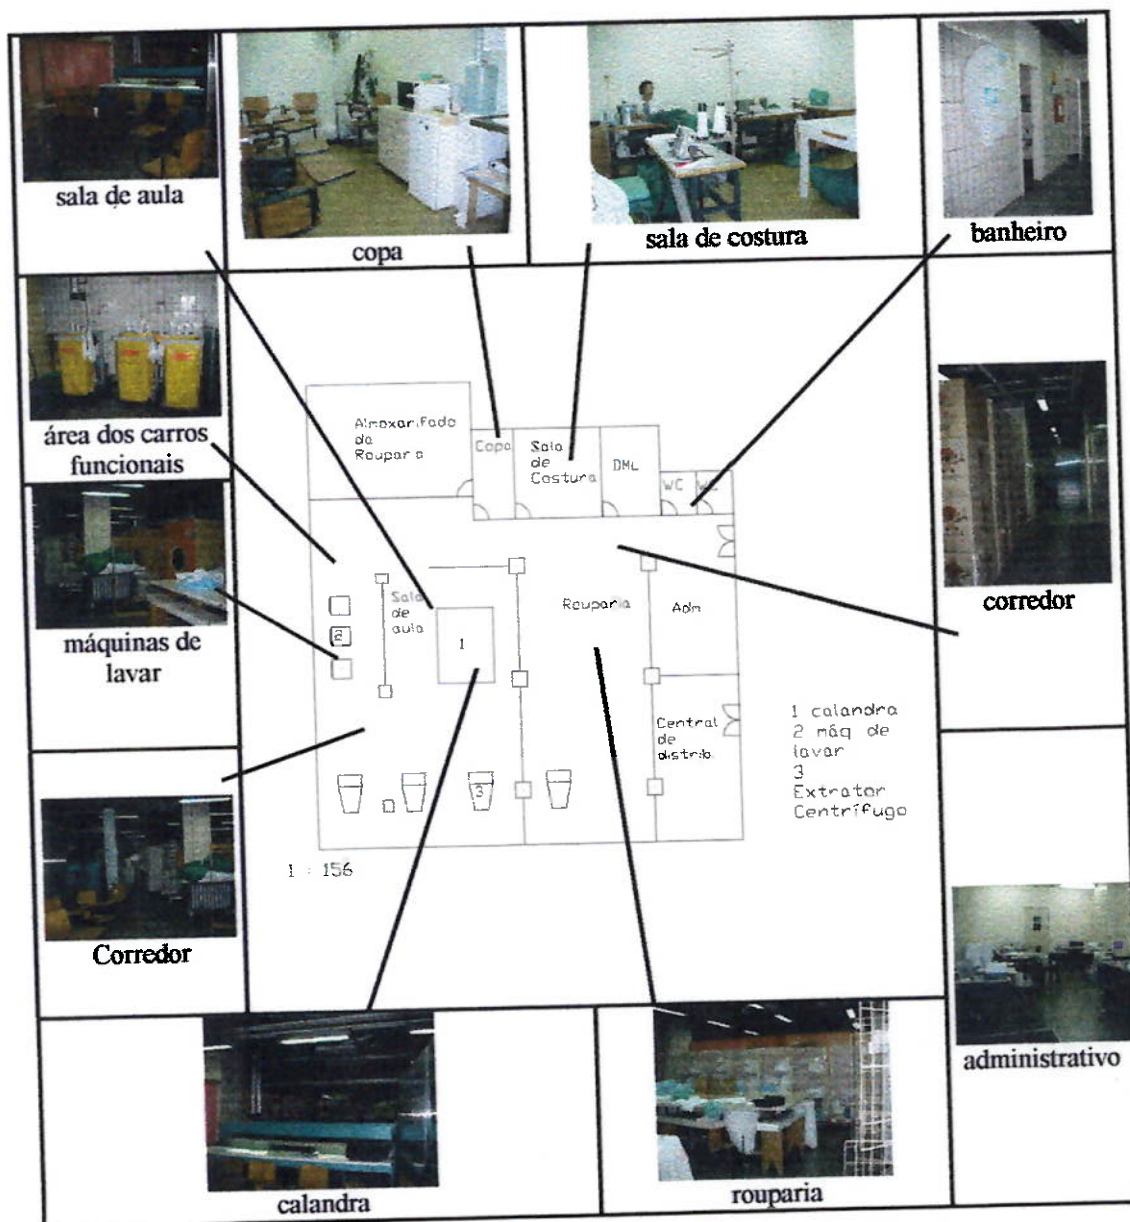 sala de aula
copa
sala de costura
banheiro
área dos carros
funcionais
máquinas de
lavar
Corredor
corredor
administrativo
calandra
rouparia
Almoxarifado
da
Rouparia
Copa
Sala
de
Costura
DML
WC
WC
Sala
de
aula
1
2
3
Rouparia
Adm
Central
de
distrib.
1 calandra
2 máq de
lavar
3
Extrator
Centrífugo
1 : 156